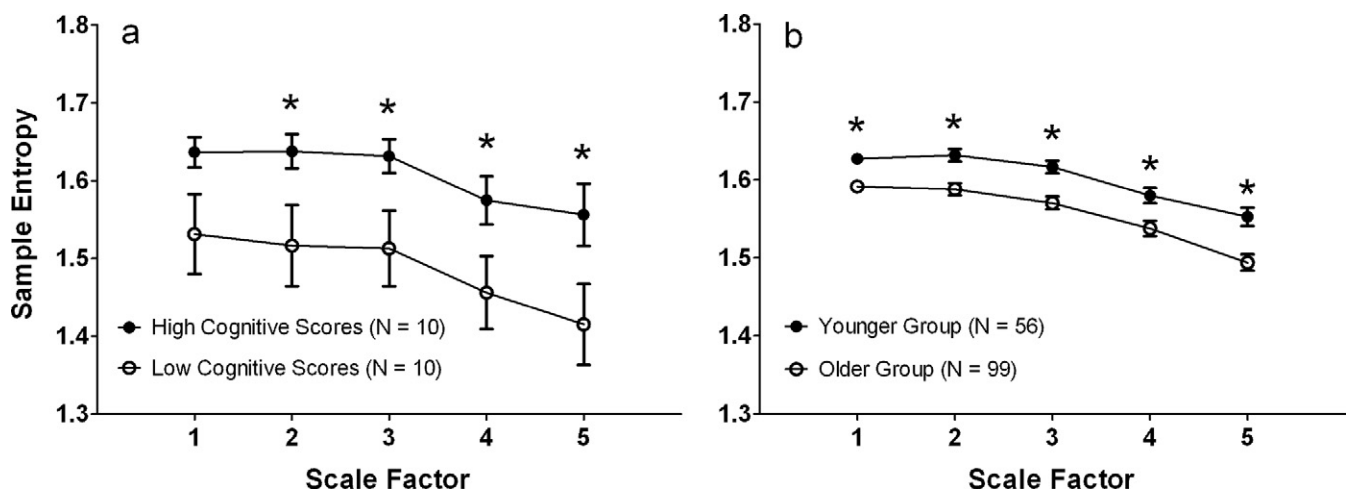 a
1.8
1.7
1.6
1.5
1.4
1.3
Sample Entropy
* * * *
High Cognitive Scores (N = 10)
Low Cognitive Scores (N = 10)
1 2 3 4 5
Scale Factor
b
1.8
1.7
1.6
1.5
1.4
1.3
* * * * *
Younger Group (N = 56)
Older Group (N = 99)
1 2 3 4 5
Scale Factor